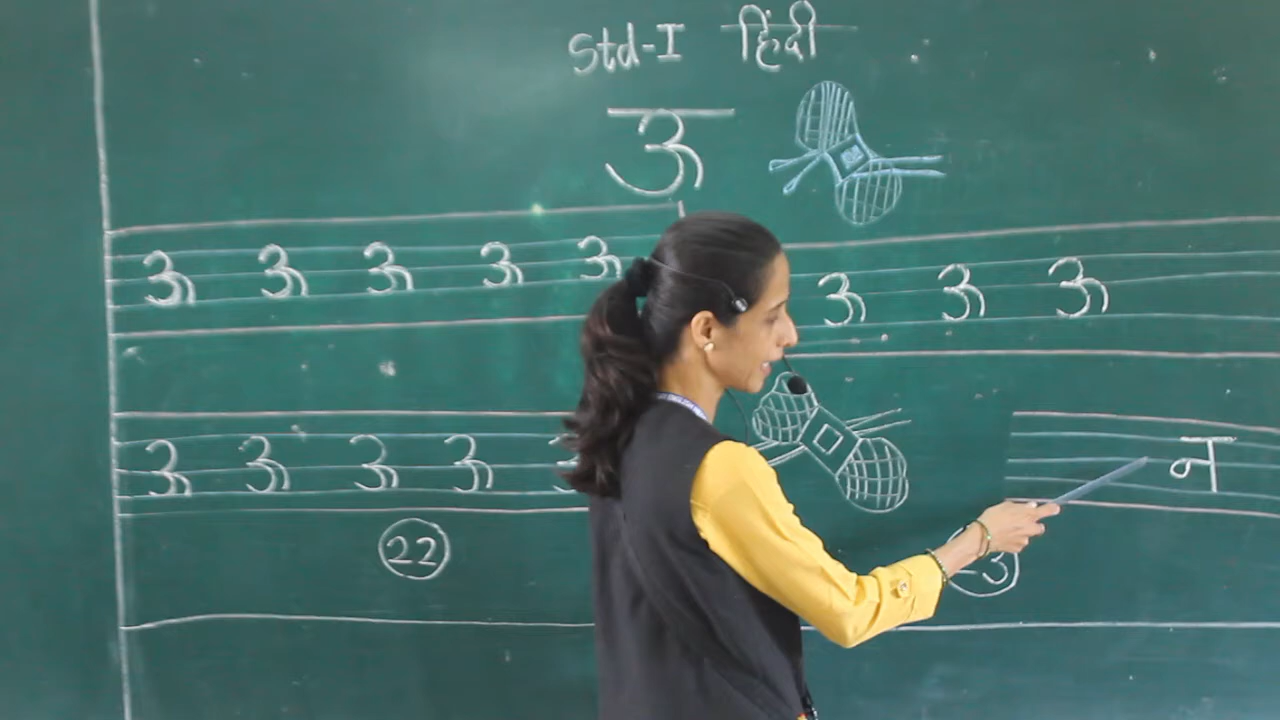 Std-I हिंदी
ऊ
ऊ ऊ ऊ ऊ ऊ ऊ ऊ ऊ
ऊ ऊ ऊ ऊ न
22